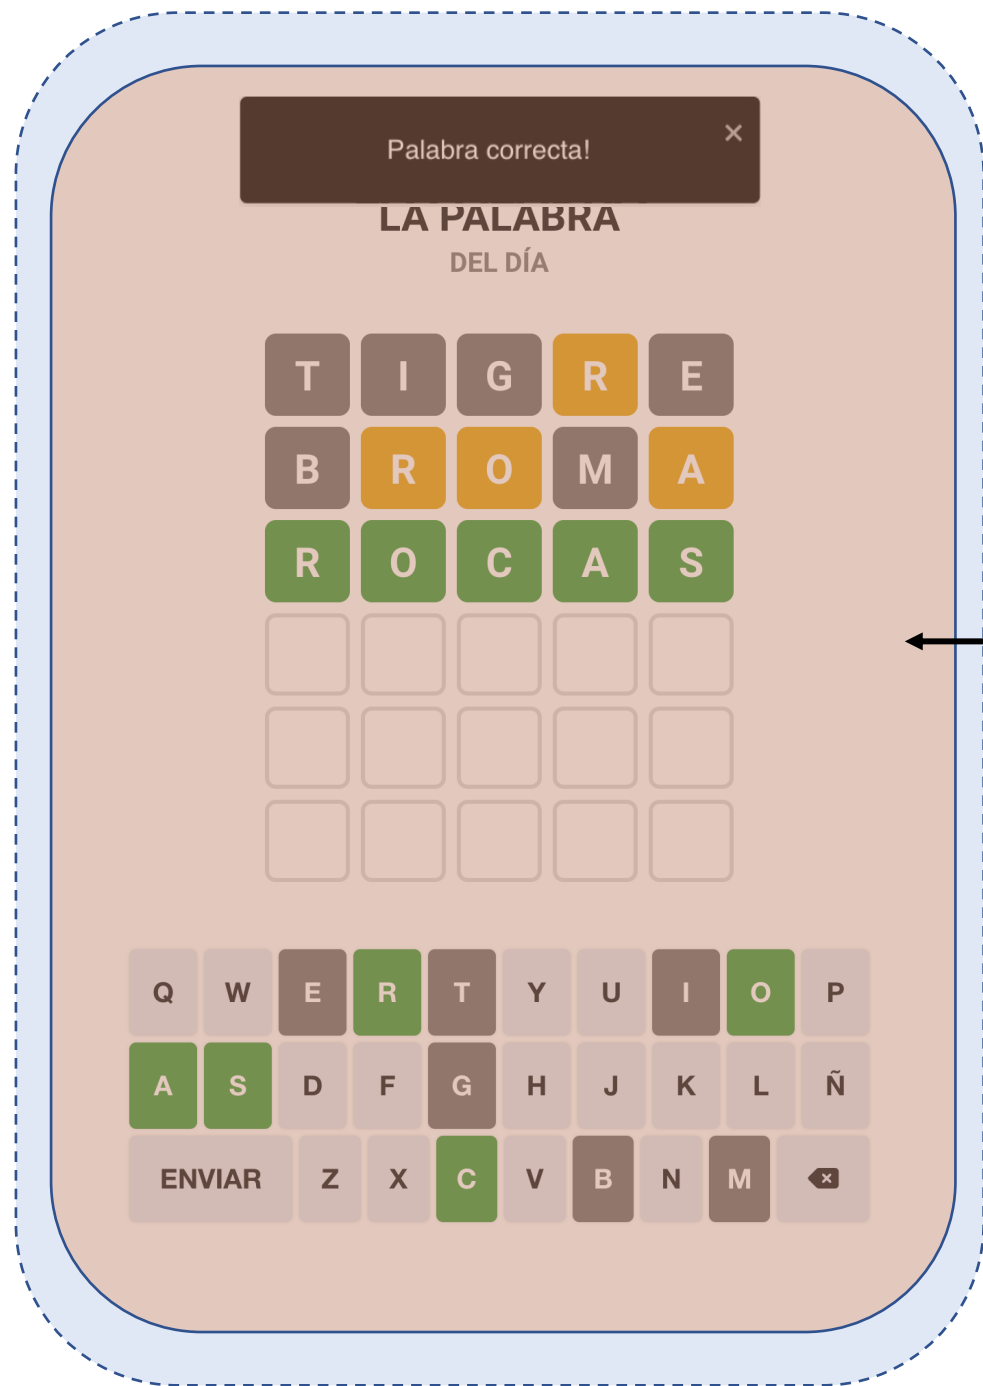 Palabra correcta! ×
LA PALABRA
DEL DÍA
T I G R E
B R O M A
R O C A S
Q W E R T Y U I O P
A S D F G H J K L Ñ
ENVIAR Z X C V B N M